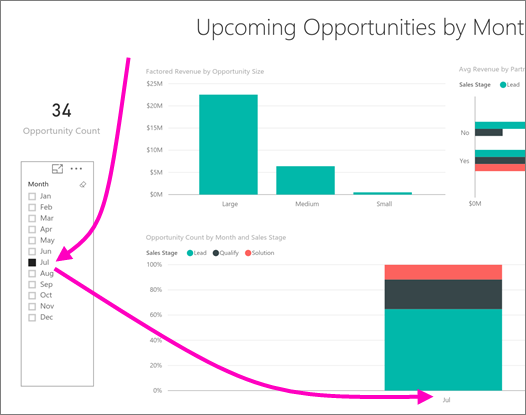 Upcoming Opportunities by Mont
34
Opportunity Count
Month
Jan
Feb
Mar
Apr
May
Jun
Jul
Aug
Sep
Oct
Nov
Dec
Factored Revenue by Opportunity Size
$25M
$20M
$15M
$10M
$5M
$0M
Large Medium Small
Avg Revenue by Partn
Sales Stage Lead
No
Yes
$0M
Opportunity Count by Month and Sales Stage
Sales Stage Lead Qualify Solution
100%
80%
60%
40%
20%
0%
Jul